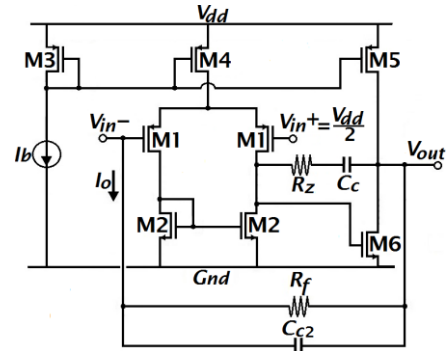 Vdd
M3
M4
M5
Vin−
M1
M1
Vin+ = Vdd/2
Vout
Ib
Io
Rz
Cc
M2
M2
M6
Gnd
Rf
Cc2